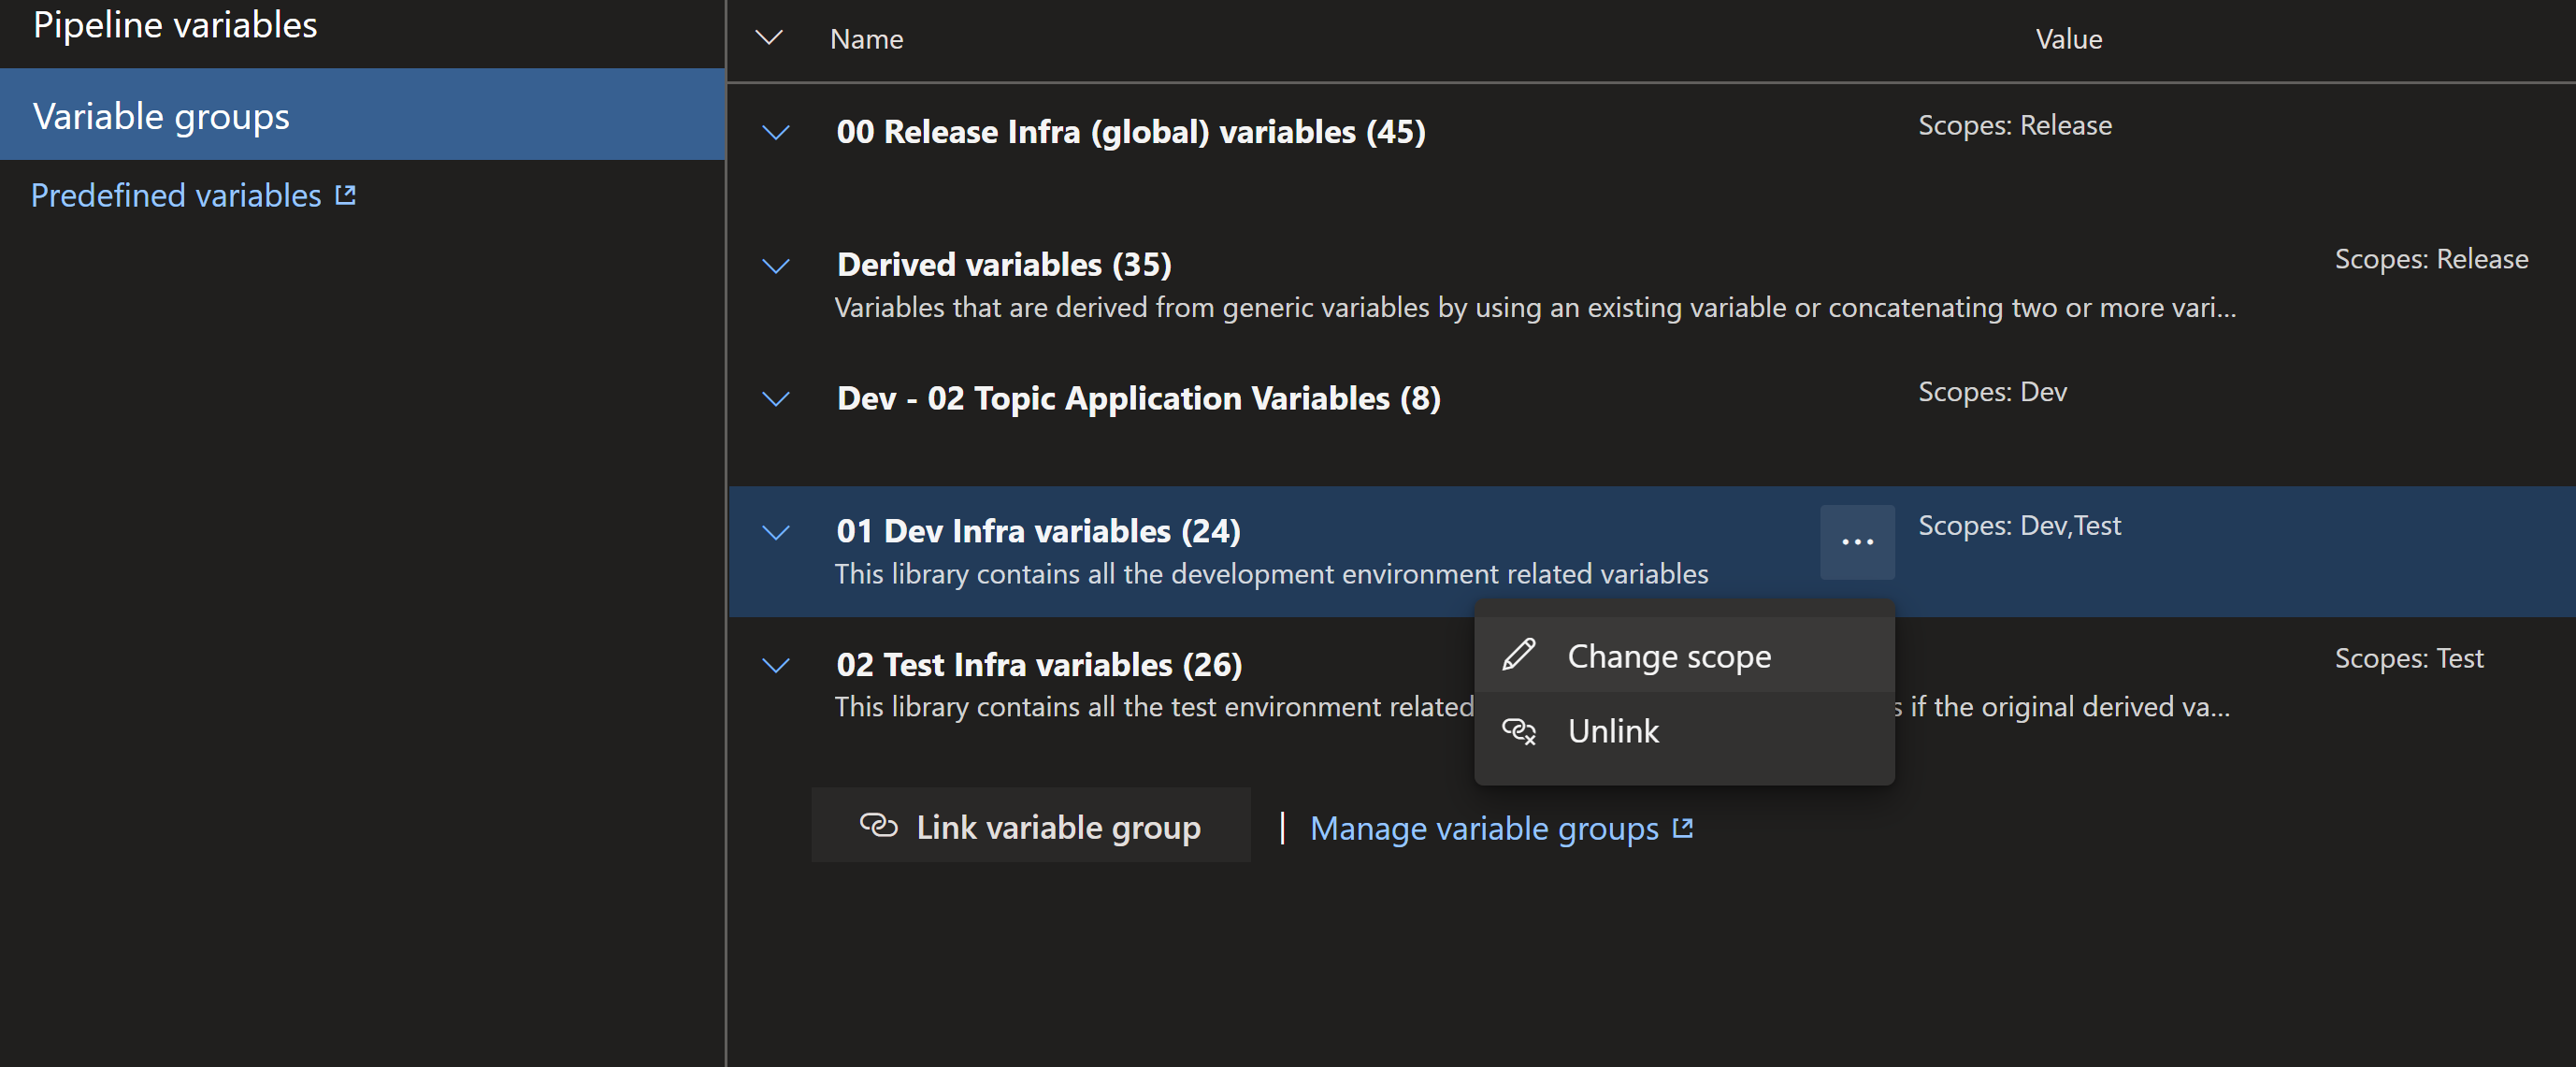 Pipeline variables
Variable groups
Predefined variables
Name Value
00 Release Infra (global) variables (45) Scopes: Release
Derived variables (35) Scopes: Release
Variables that are derived from generic variables by using an existing variable or concatenating two or more vari...
Dev - 02 Topic Application Variables (8) Scopes: Dev
01 Dev Infra variables (24) ... Scopes: Dev,Test
This library contains all the development environment related variables
Change scope
02 Test Infra variables (26) Scopes: Test
This library contains all the test environment related s if the original derived va...
Unlink
Link variable group | Manage variable groups